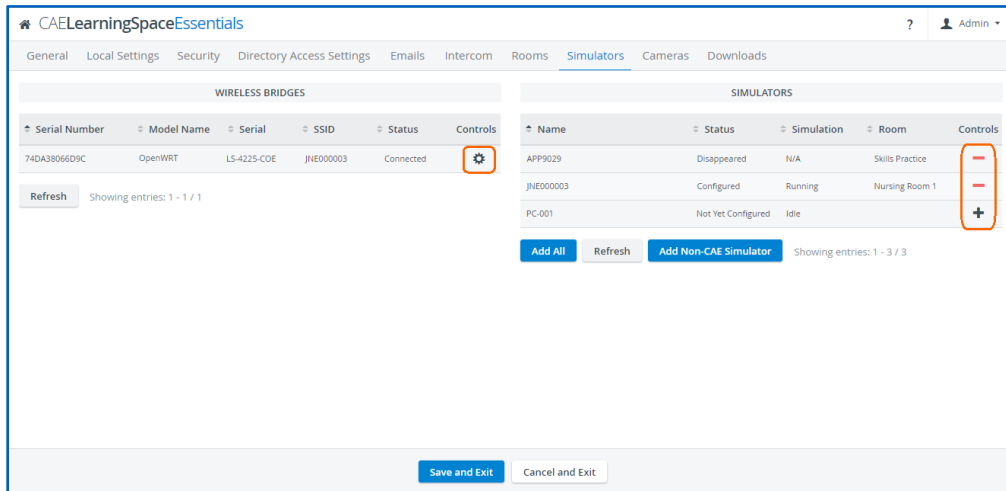 CAELearningSpaceEssentials ? Admin
General Local Settings Security Directory Access Settings Emails Intercom Rooms Simulators Cameras Downloads
WIRELESS BRIDGES
Serial Number Model Name Serial SSID Status Controls
74DA38066D9C OpenWRT LS-4225-COE JNE000003 Connected
Refresh Showing entries: 1 - 1 / 1
SIMULATORS
Name Status Simulation Room Controls
APP9029 Disappeared N/A Skills Practice
JNE000003 Configured Running Nursing Room 1
PC-001 Not Yet Configured Idle
Add All Refresh Add Non-CAE Simulator Showing entries: 1 - 3 / 3
Save and Exit Cancel and Exit